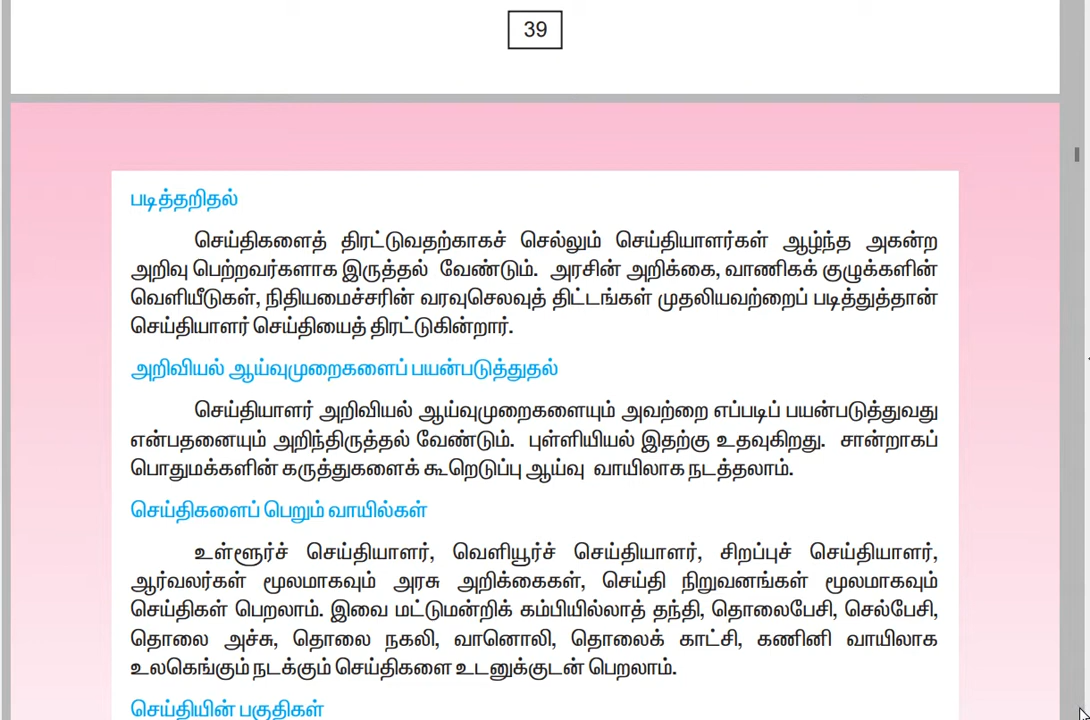 39
படித்தறிதல்
செய்திகளைத் திரட்டுவதற்காகச் செல்லும் செய்தியாளர்கள் ஆழ்ந்த அகன்ற
அறிவு பெற்றவர்களாக இருத்தல் வேண்டும். அரசின் அறிக்கை, வாணிகக் குழுக்களின்
வெளியீடுகள், நிதியமைச்சரின் வரவுசெலவுத் திட்டங்கள் முதலியவற்றைப் படித்துத்தான்
செய்தியாளர் செய்தியைத் திரட்டுகின்றார்.
அறிவியல் ஆய்வுமுறைகளைப் பயன்படுத்துதல்
செய்தியாளர் அறிவியல் ஆய்வுமுறைகளையும் அவற்றை எப்படிப் பயன்படுத்துவது
என்பதனையும் அறிந்திருத்தல் வேண்டும். புள்ளியியல் இதற்கு உதவுகிறது. சான்றாகப்
பொதுமக்களின் கருத்துகளைக் கூறெடுப்பு ஆய்வு வாயிலாக நடத்தலாம்.
செய்திகளைப் பெறும் வாயில்கள்
உள்ளூர்ச் செய்தியாளர், வெளியூர்ச் செய்தியாளர், சிறப்புச் செய்தியாளர்,
ஆர்வலர்கள் மூலமாகவும் அரசு அறிக்கைகள், செய்தி நிறுவனங்கள் மூலமாகவும்
செய்திகள் பெறலாம். இவை மட்டுமன்றிக் கம்பியில்லாத் தந்தி, தொலைபேசி, செல்பேசி,
தொலை அச்சு, தொலை நகலி, வானொலி, தொலைக் காட்சி, கணினி வாயிலாக
உலகெங்கும் நடக்கும் செய்திகளை உடனுக்குடன் பெறலாம்.
செய்தியின் பகுதிகள்